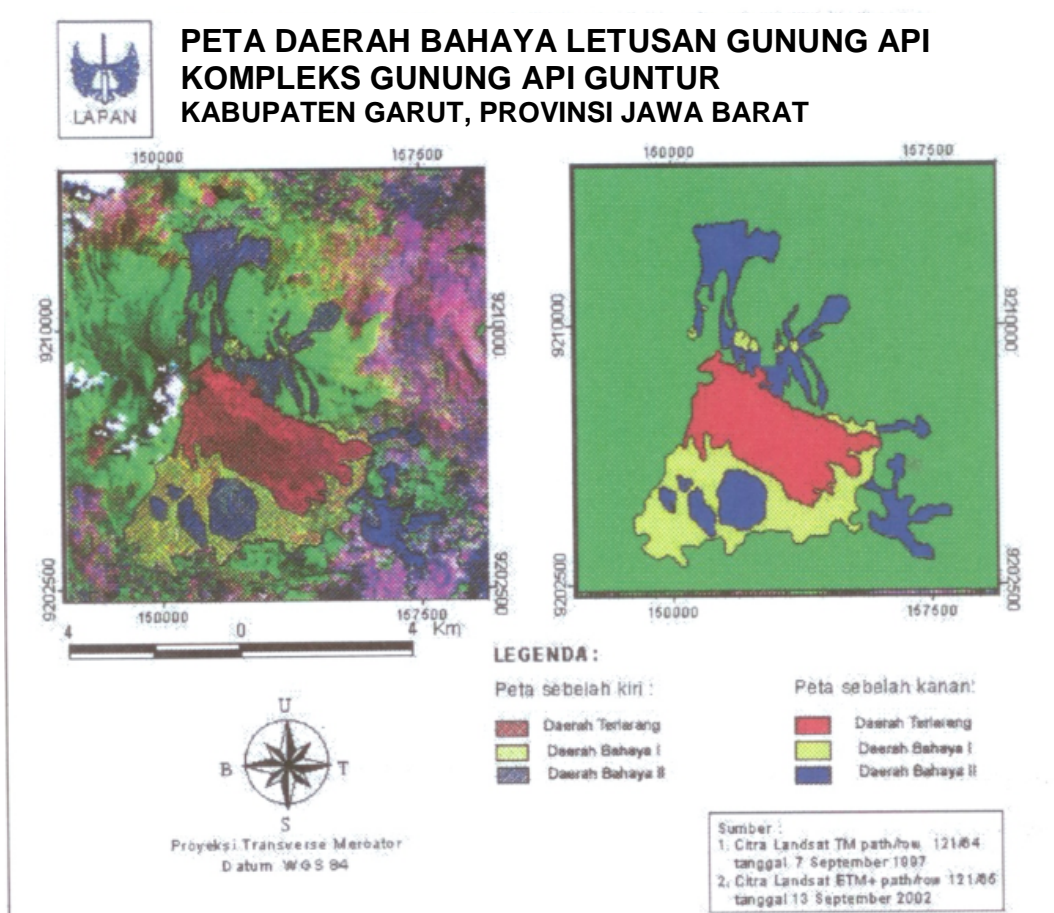 LAPAN
PETA DAERAH BAHAYA LETUSAN GUNUNG API
KOMPLEKS GUNUNG API GUNTUR
KABUPATEN GARUT, PROVINSI JAWA BARAT
150000 157500
150000 157500
9210000 9210000
9210000 9210000
9202500 9202500
9202500 9202500
150000 157500
150000 157500
4 0 4 Km
U
B T
S
Proyeksi Transverse Mercator
Datum WGS 84
LEGENDA :
Peta sebelah kiri :
Daerah Terlarang
Daerah Bahaya I
Daerah Bahaya II
Peta sebelah kanan:
Daerah Terlarang
Daerah Bahaya I
Daerah Bahaya II
Sumber :
1. Citra Landsat TM path/row 121/64
tanggal 7 September 1997
2. Citra Landsat ETM+ path/row 121/65
tanggal 13 September 2002